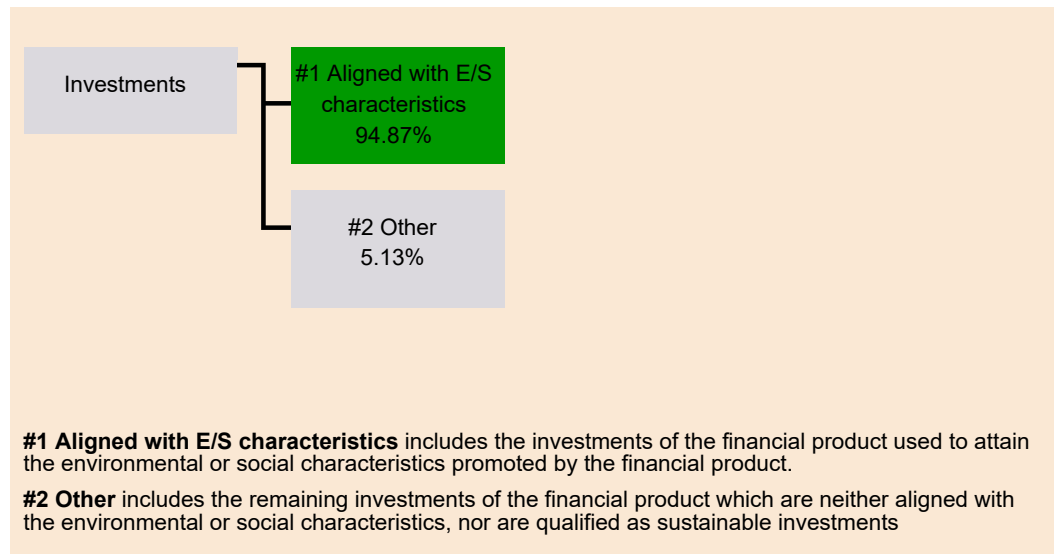 Investments
#1 Aligned with E/S
characteristics
94.87%
#2 Other
5.13%
#1 Aligned with E/S characteristics includes the investments of the financial product used to attain
the environmental or social characteristics promoted by the financial product.
#2 Other includes the remaining investments of the financial product which are neither aligned with
the environmental or social characteristics, nor are qualified as sustainable investments